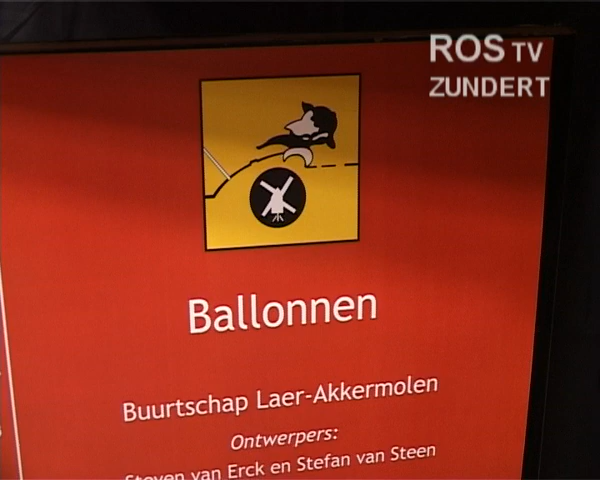 ROS TV
ZUNDERT
Ballonnen
Buurtschap Laer-Akkermolen
Ontwerpers:
Steven van Erck en Stefan van Steen